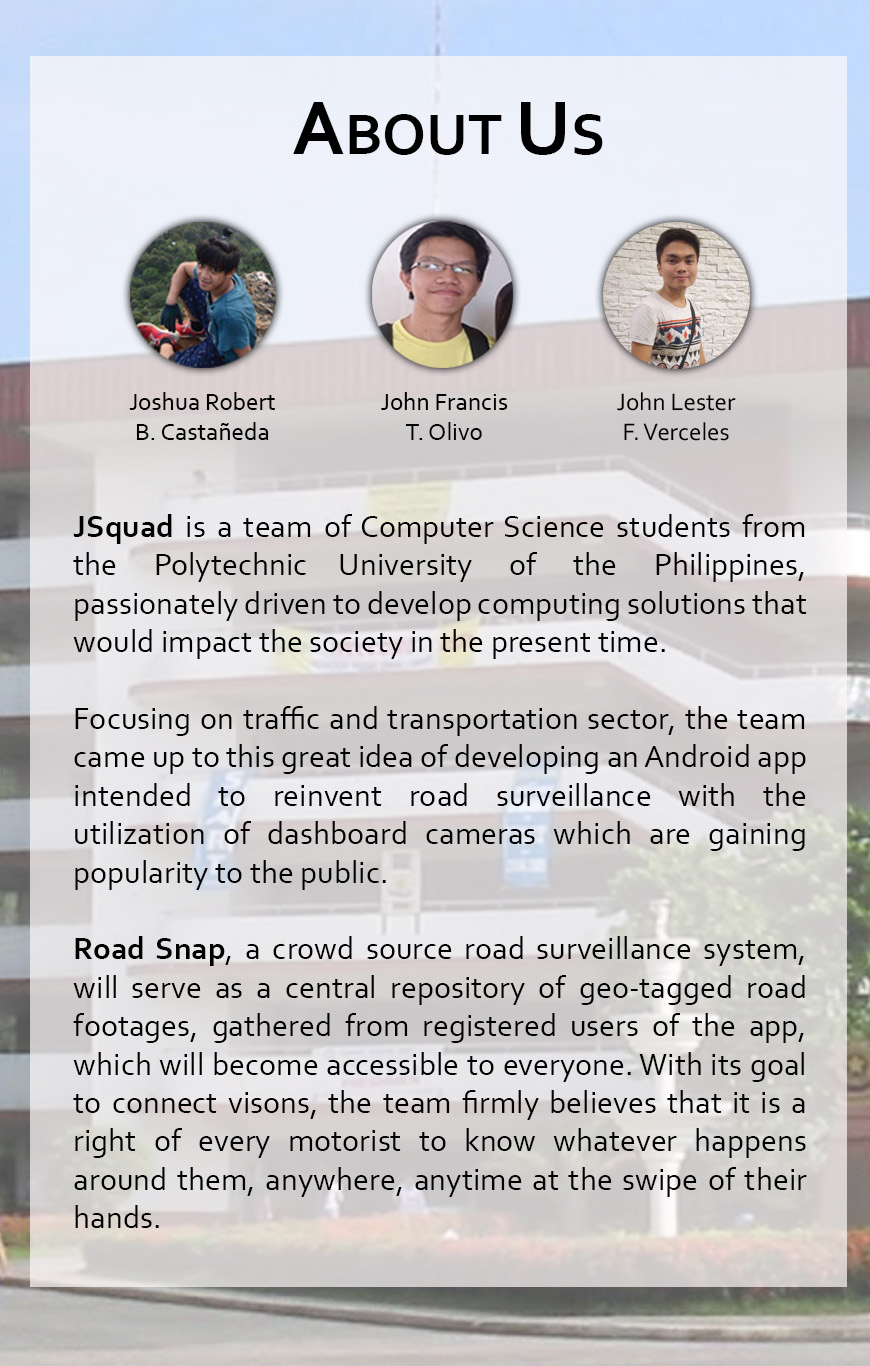 About Us
Joshua Robert
B. Castañeda
John Francis
T. Olivo
John Lester
F. Verceles
JSquad is a team of Computer Science students from
the Polytechnic University of the Philippines,
passionately driven to develop computing solutions that
would impact the society in the present time.
Focusing on traffic and transportation sector, the team
came up to this great idea of developing an Android app
intended to reinvent road surveillance with the
utilization of dashboard cameras which are gaining
popularity to the public.
Road Snap, a crowd source road surveillance system,
will serve as a central repository of geo-tagged road
footages, gathered from registered users of the app,
which will become accessible to everyone. With its goal
to connect visons, the team firmly believes that it is a
right of every motorist to know whatever happens
around them, anywhere, anytime at the swipe of their
hands.